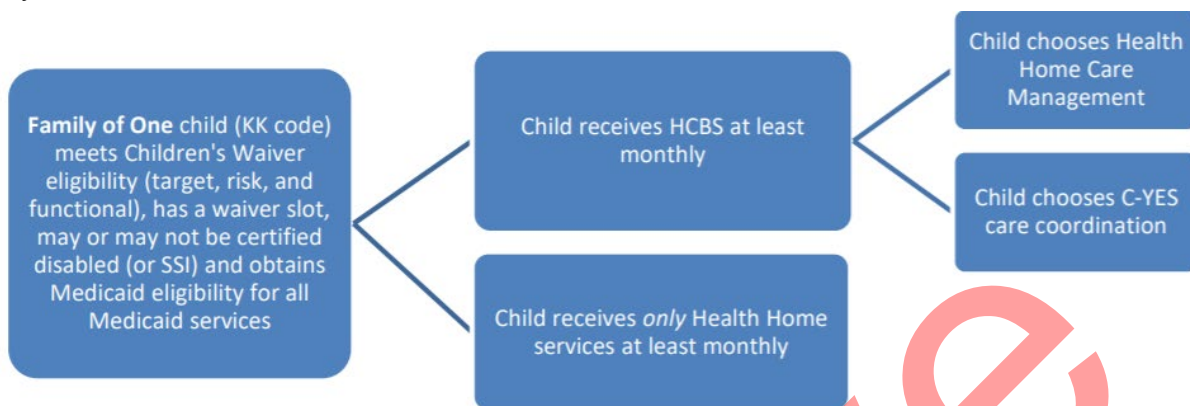 Family of One child (KK code)
meets Children's Waiver
eligibility (target, risk, and
functional), has a waiver slot,
may or may not be certified
disabled (or SSI) and obtains
Medicaid eligibility for all
Medicaid services
Child receives HCBS at least
monthly
Child receives only Health Home
services at least monthly
Child chooses Health
Home Care
Management
Child chooses C-YES
care coordination